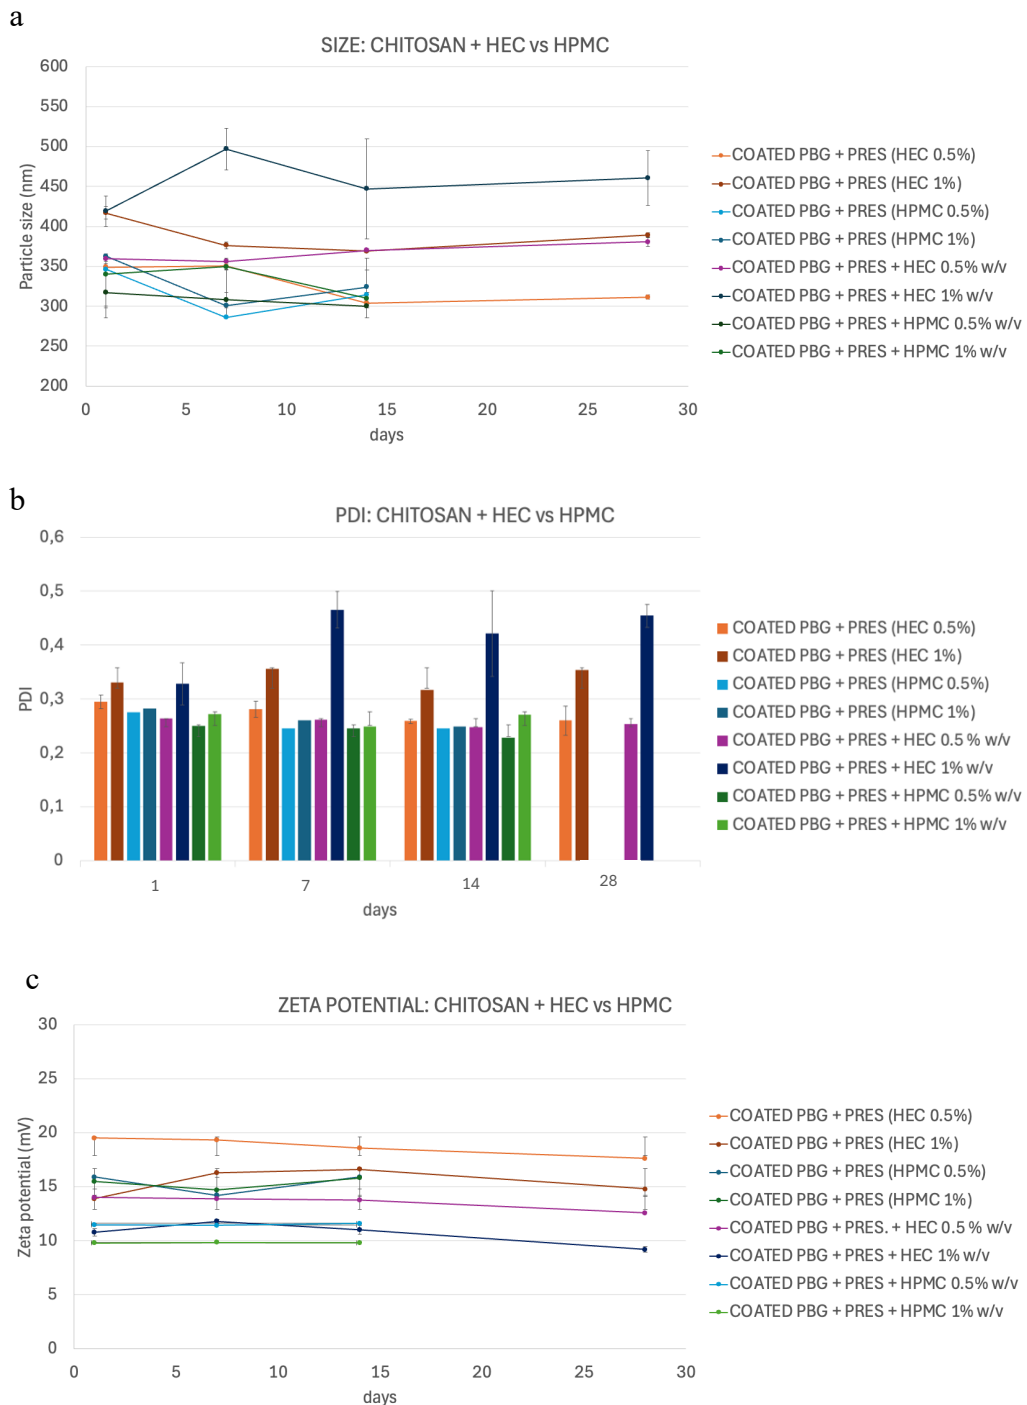 a
SIZE: CHITOSAN + HEC vs HPMC
600
550
500
450
400
350
300
250
200
Particle size (nm)
0 5 10 15 20 25 30
days
COATED PBG + PRES (HEC 0.5%)
COATED PBG + PRES (HEC 1%)
COATED PBG + PRES (HPMC 0.5%)
COATED PBG + PRES (HPMC 1%)
COATED PBG + PRES + HEC 0.5% w/v
COATED PBG + PRES + HEC 1% w/v
COATED PBG + PRES + HPMC 0.5% w/v
COATED PBG + PRES + HPMC 1% w/v
b
PDI: CHITOSAN + HEC vs HPMC
0,6
0,5
0,4
0,3
0,2
0,1
0
PDI
1 7 14 28
days
COATED PBG + PRES (HEC 0.5%)
COATED PBG + PRES (HEC 1%)
COATED PBG + PRES (HPMC 0.5%)
COATED PBG + PRES (HPMC 1%)
COATED PBG + PRES + HEC 0.5 % w/v
COATED PBG + PRES + HEC 1% w/v
COATED PBG + PRES + HPMC 0.5% w/v
COATED PBG + PRES + HPMC 1% w/v
c
ZETA POTENTIAL: CHITOSAN + HEC vs HPMC
30
25
20
15
10
5
0
Zeta potential (mV)
0 5 10 15 20 25 30
days
COATED PBG + PRES (HEC 0.5%)
COATED PBG + PRES (HEC 1%)
COATED PBG + PRES (HPMC 0.5%)
COATED PBG + PRES (HPMC 1%)
COATED PBG + PRES. + HEC 0.5 % w/v
COATED PBG + PRES + HEC 1% w/v
COATED PBG + PRES + HPMC 0.5% w/v
COATED PBG + PRES + HPMC 1% w/v